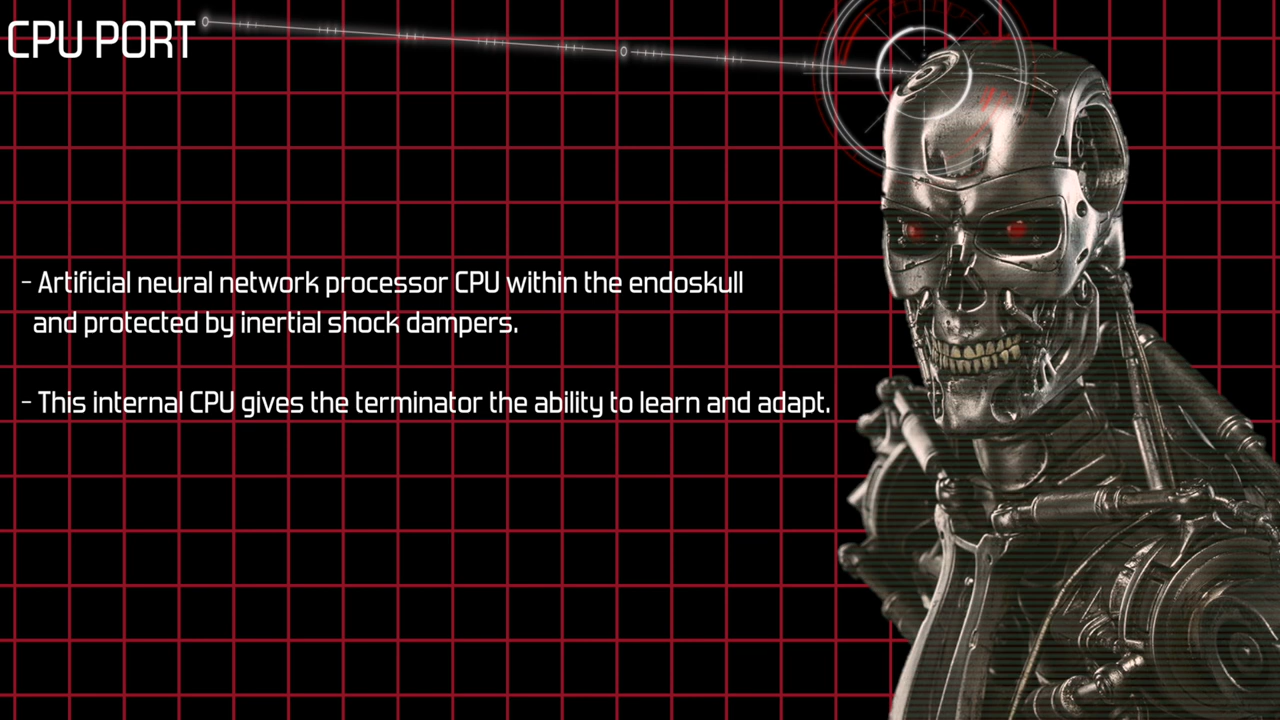 CPU PORT
- Artificial neural network processor CPU within the endoskull
and protected by inertial shock dampers.
- This internal CPU gives the terminator the ability to learn and adapt.